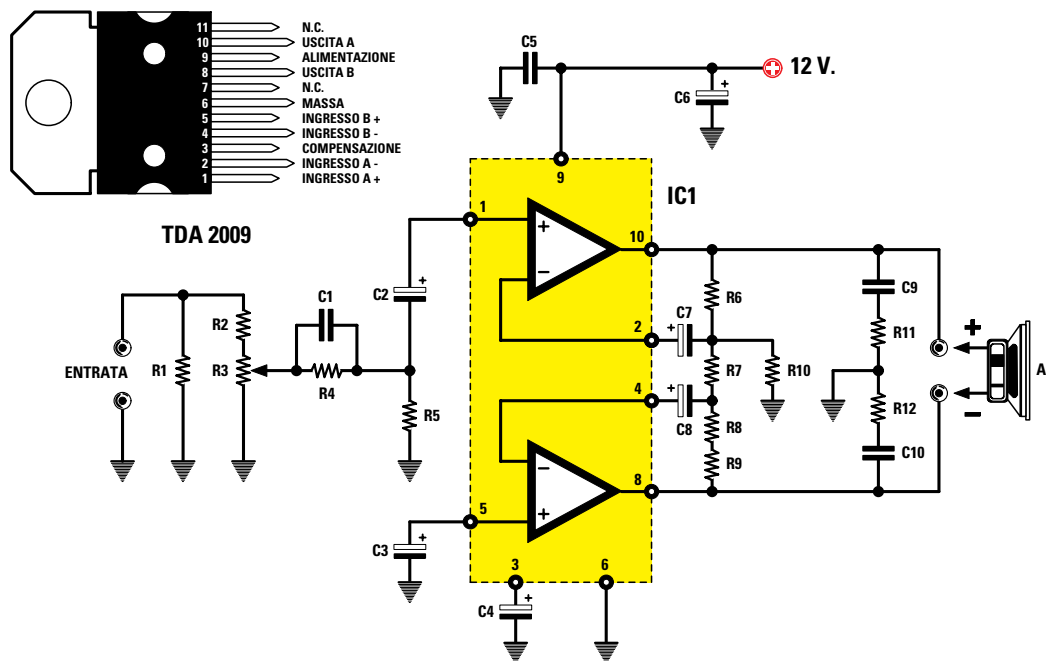 11 N.C.
10 USCITA A
9 ALIMENTAZIONE
8 USCITA B
7 N.C.
6 MASSA
5 INGRESSO B +
4 INGRESSO B -
3 COMPENSAZIONE
2 INGRESSO A -
1 INGRESSO A +
TDA 2009
C5
12 V.
+
C6
9
IC1
1
+
−
10
+
C2
C1
R2
ENTRATA
R1
R3
R4
R5
R6
2
+
C7
R7
R10
4
+
C8
R8
R9
C9
R11
+
A
−
R12
C10
−
+
5
8
+
C3
3
6
+
C4